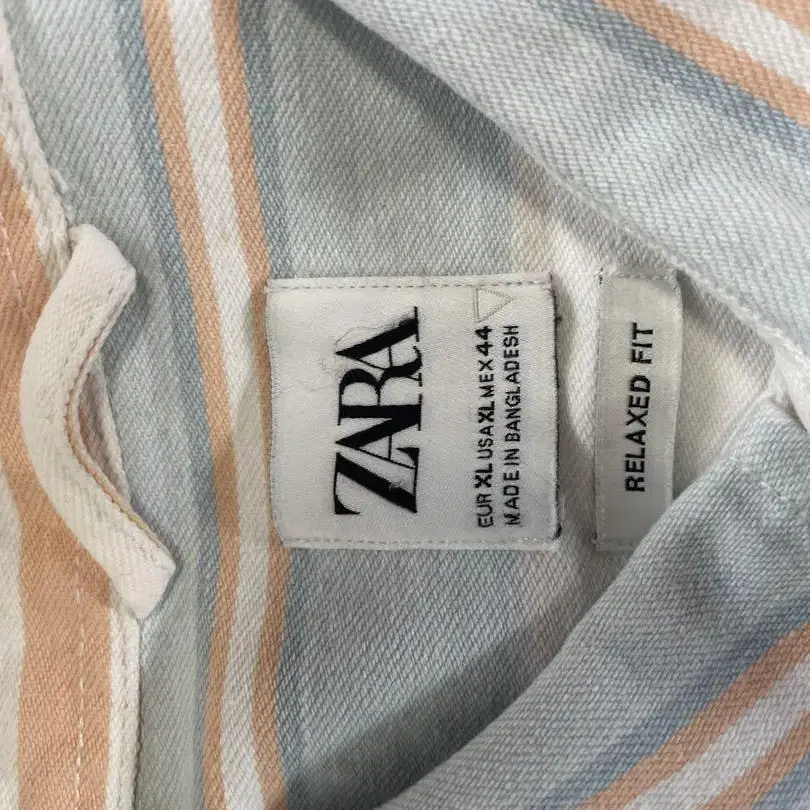 ZARA
EUR XL USA XL MEX 44
MADE IN BANGLADESH
RELAXED FIT